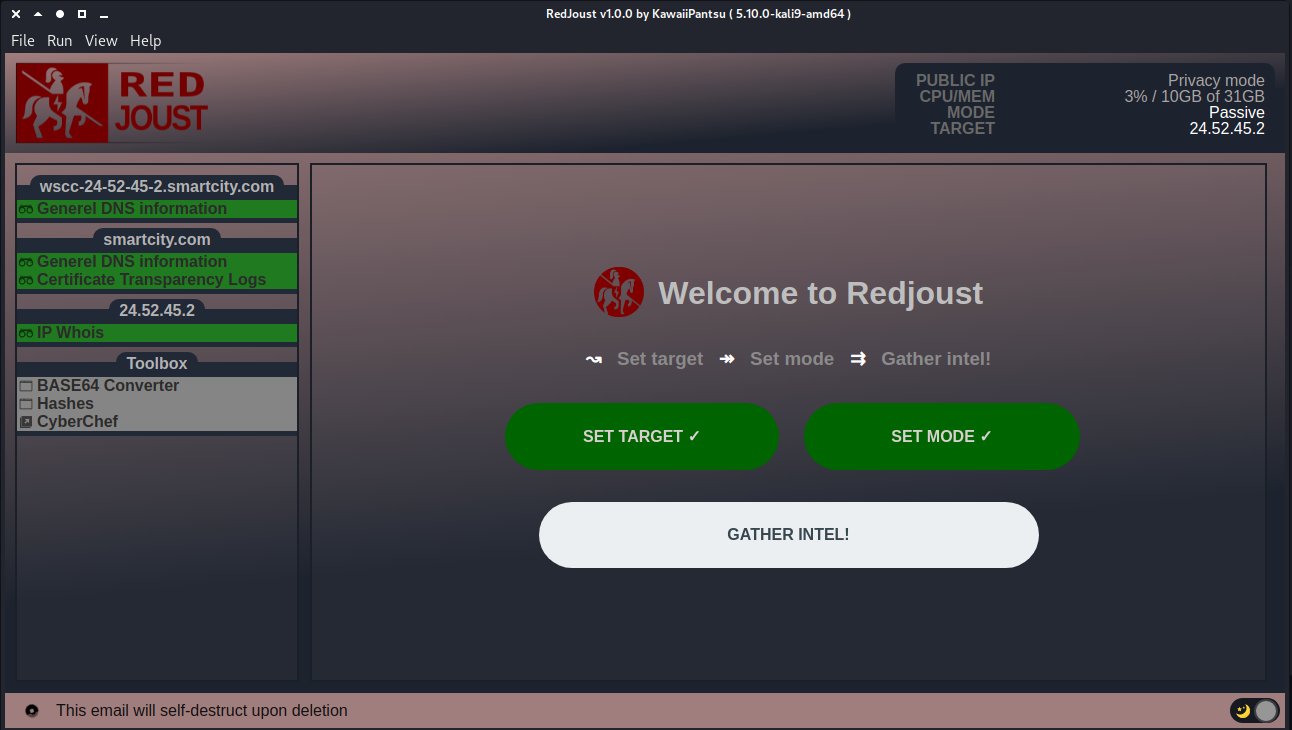 RedJoust v1.0.0 by KawaiiPantsu ( 5.10.0-kali9-amd64 )
File Run View Help
RED
JOUST
PUBLIC IP Privacy mode
CPU/MEM 3% / 10GB of 31GB
MODE Passive
TARGET 24.52.45.2
wscc-24-52-45-2.smartcity.com
Generel DNS information
smartcity.com
Generel DNS information
Certificate Transparency Logs
24.52.45.2
IP Whois
Toolbox
BASE64 Converter
Hashes
CyberChef
Welcome to Redjoust
↝ Set target ↠ Set mode ⇉ Gather intel!
SET TARGET ✓ SET MODE ✓
GATHER INTEL!
This email will self-destruct upon deletion